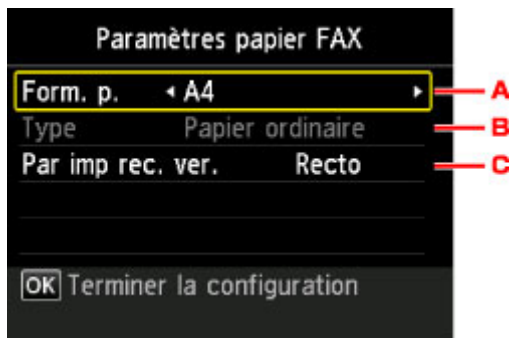 Paramètres papier FAX
Form. p. A4 A
Type Papier ordinaire B
Par imp rec. ver. Recto C
OK Terminer la configuration